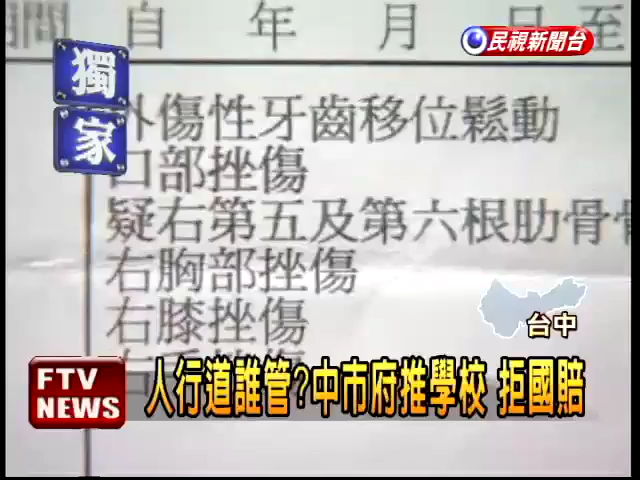 間 自 年 月 日至
民視新聞台
獨家
外傷性牙齒移位鬆動
口部挫傷
疑右第五及第六根肋骨
右胸部挫傷
右膝挫傷
台中
FTV NEWS
人行道誰管?中市府推學校 拒國賠